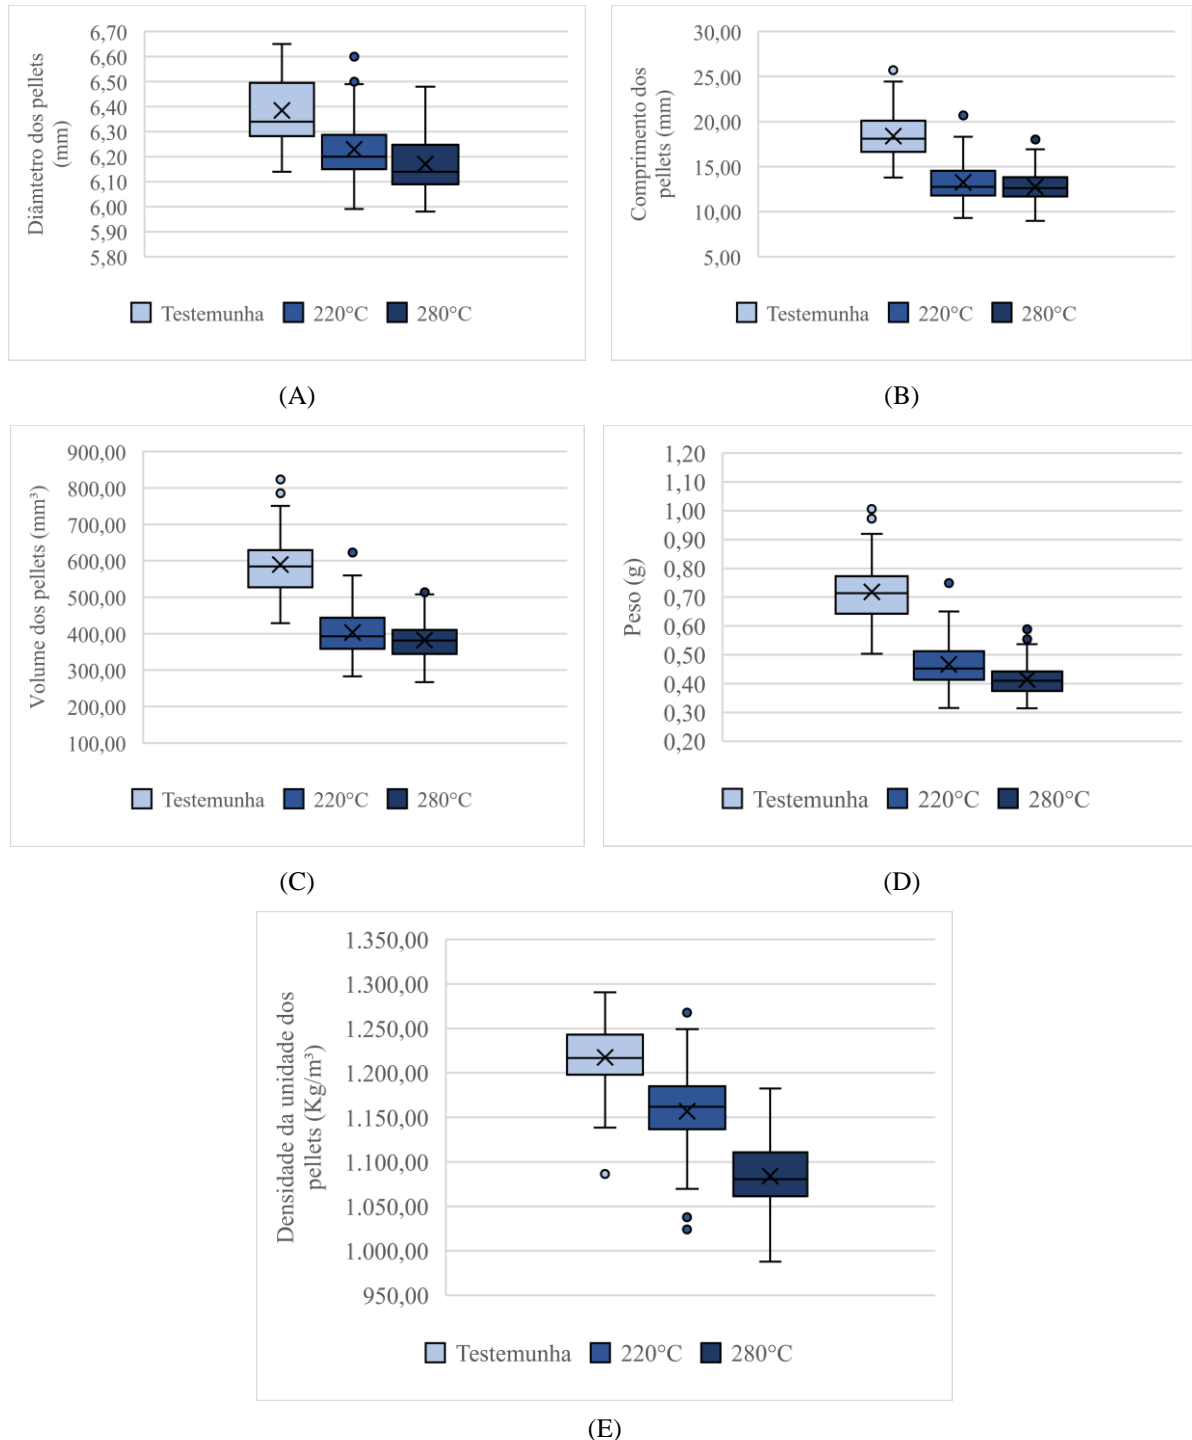 Diâmtetro dos pellets
(mm)
6,70
6,60
6,50
6,40
6,30
6,20
6,10
6,00
5,90
5,80
Testemunha 220°C 280°C
(A)
Comprimento dos
pellets (mm)
30,00
25,00
20,00
15,00
10,00
5,00
Testemunha 220°C 280°C
(B)
Volume dos pellets (mm³)
900,00
800,00
700,00
600,00
500,00
400,00
300,00
200,00
100,00
Testemunha 220°C 280°C
(C)
Peso (g)
1,20
1,10
1,00
0,90
0,80
0,70
0,60
0,50
0,40
0,30
0,20
Testemunha 220°C 280°C
(D)
Densidade da unidade dos
pellets (Kg/m³)
1.350,00
1.300,00
1.250,00
1.200,00
1.150,00
1.100,00
1.050,00
1.000,00
950,00
Testemunha 220°C 280°C
(E)